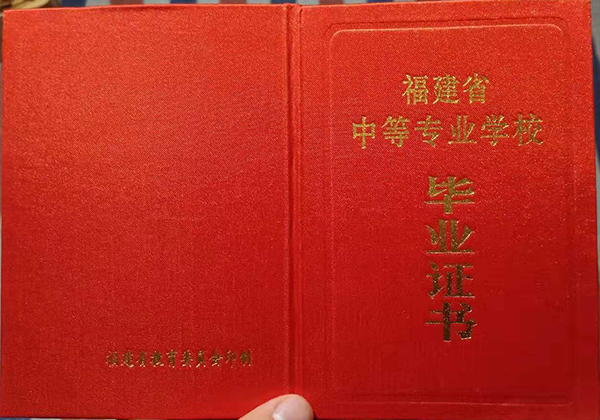 福建省
中等专业学校
毕业证书
福建省教育委员会印制